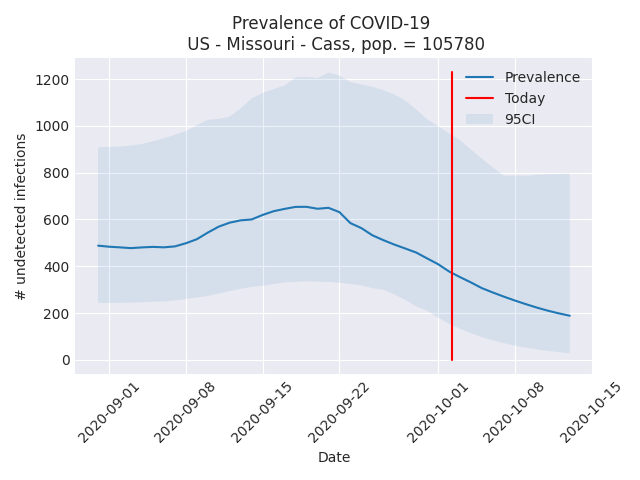 Prevalence of COVID-19
US - Missouri - Cass, pop. = 105780
Prevalence
Today
95CI
# undetected infections
1200
1000
800
600
400
200
0
2020-09-01
2020-09-08
2020-09-15
2020-09-22
2020-10-01
2020-10-08
2020-10-15
Date